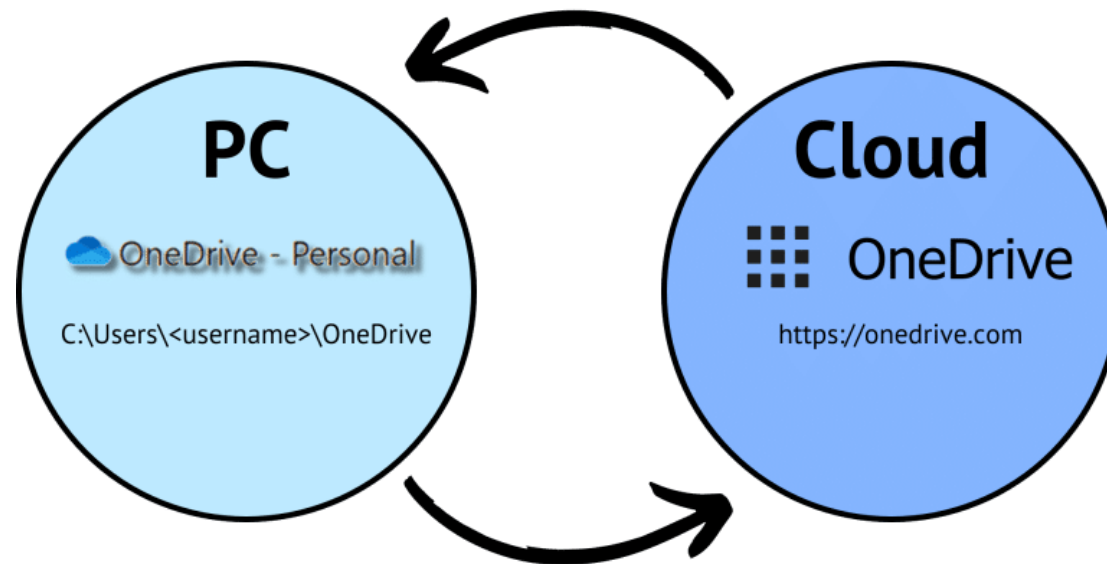 PC
OneDrive - Personal
C:\Users\<username>\OneDrive
Cloud
OneDrive
https://onedrive.com